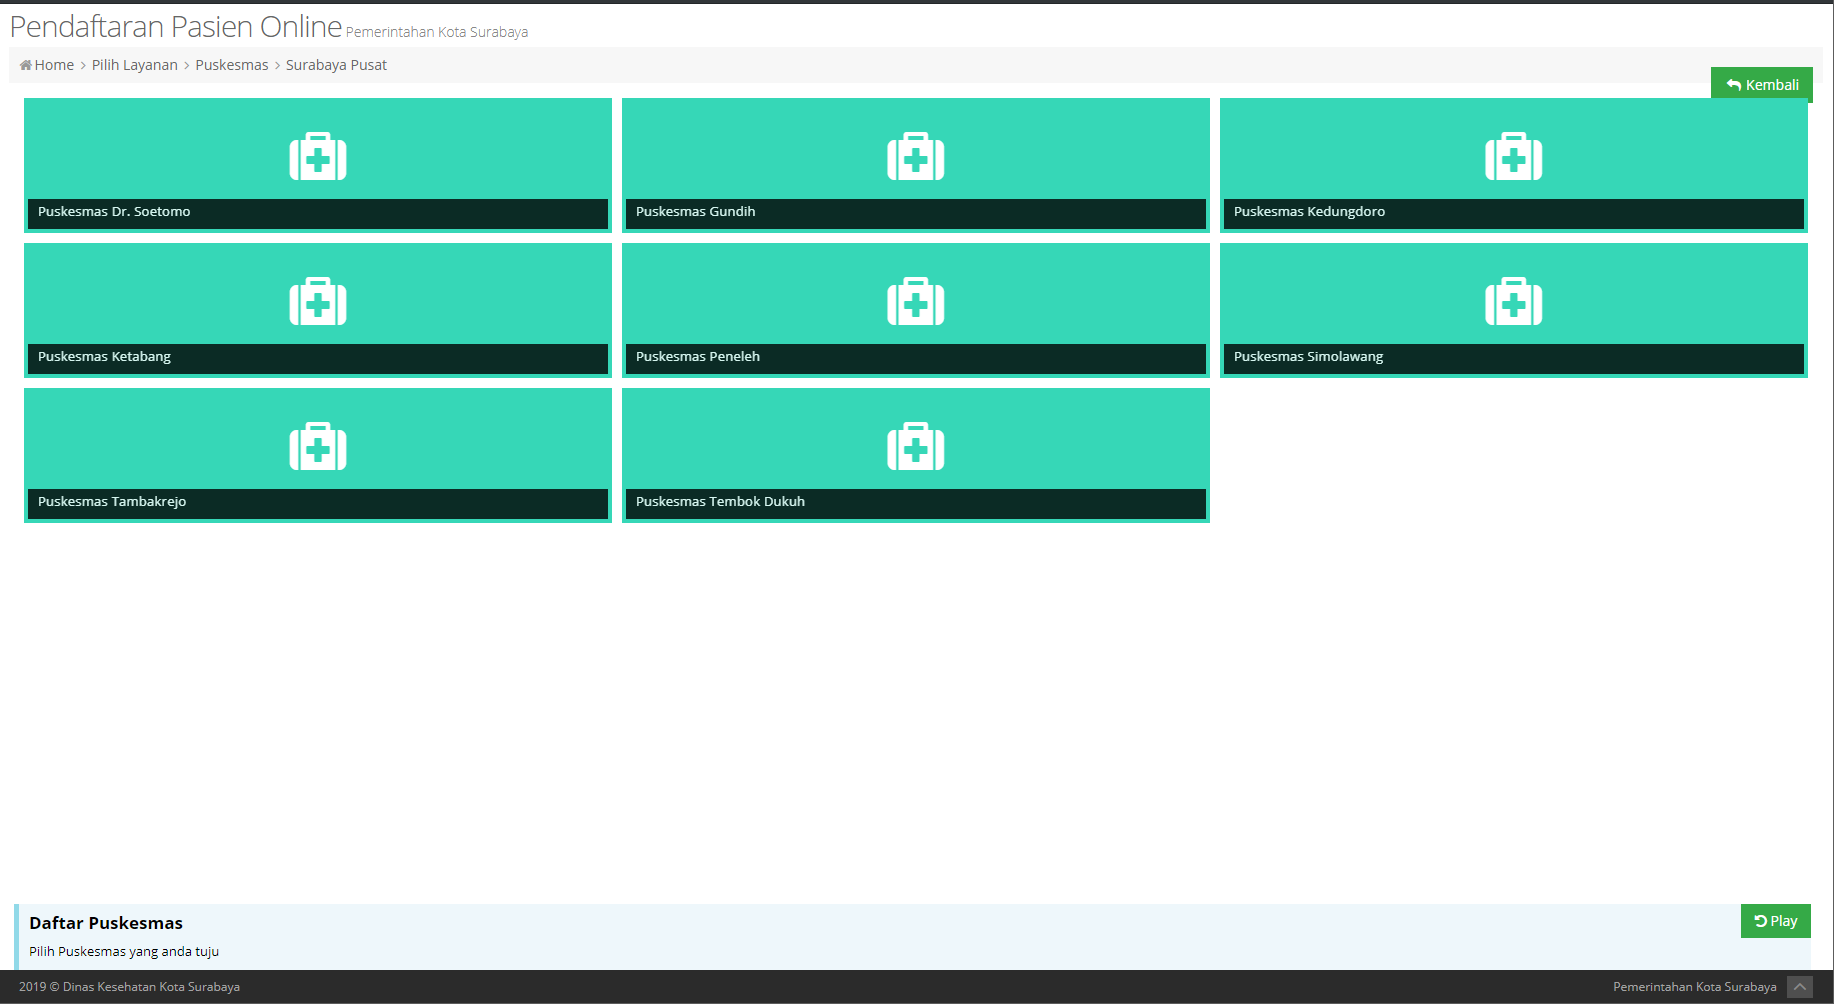 Pendaftaran Pasien Online Pemerintahan Kota Surabaya
Home > Pilih Layanan > Puskesmas > Surabaya Pusat
Kembali
Puskesmas Dr. Soetomo
Puskesmas Gundih
Puskesmas Kedungdoro
Puskesmas Ketabang
Puskesmas Peneleh
Puskesmas Simolawang
Puskesmas Tambakrejo
Puskesmas Tembok Dukuh
Daftar Puskesmas
Play
Pilih Puskesmas yang anda tuju
2019 © Dinas Kesehatan Kota Surabaya
Pemerintahan Kota Surabaya